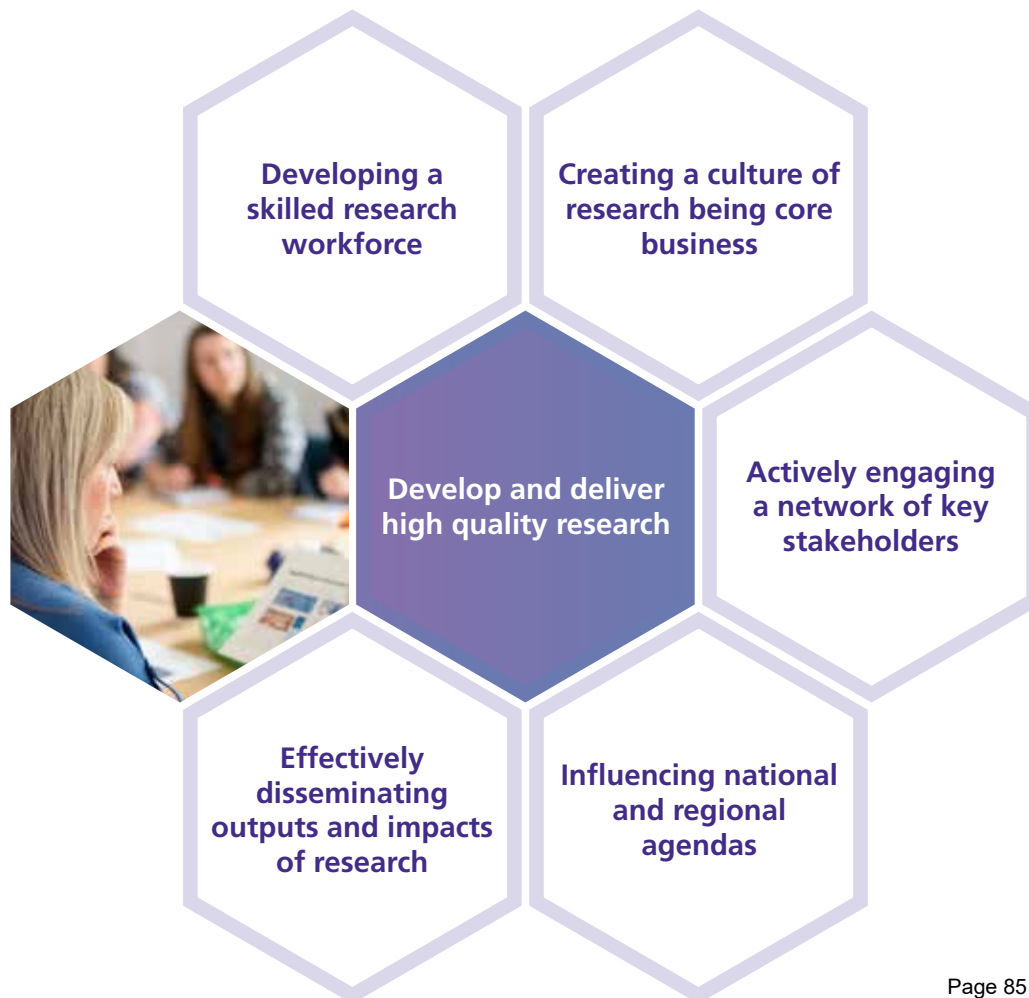 Developing a
skilled research
workforce
Creating a culture of
research being core
business
Develop and deliver
high quality research
Actively engaging
a network of key
stakeholders
Effectively
disseminating
outputs and impacts
of research
Influencing national
and regional
agendas
Page 85